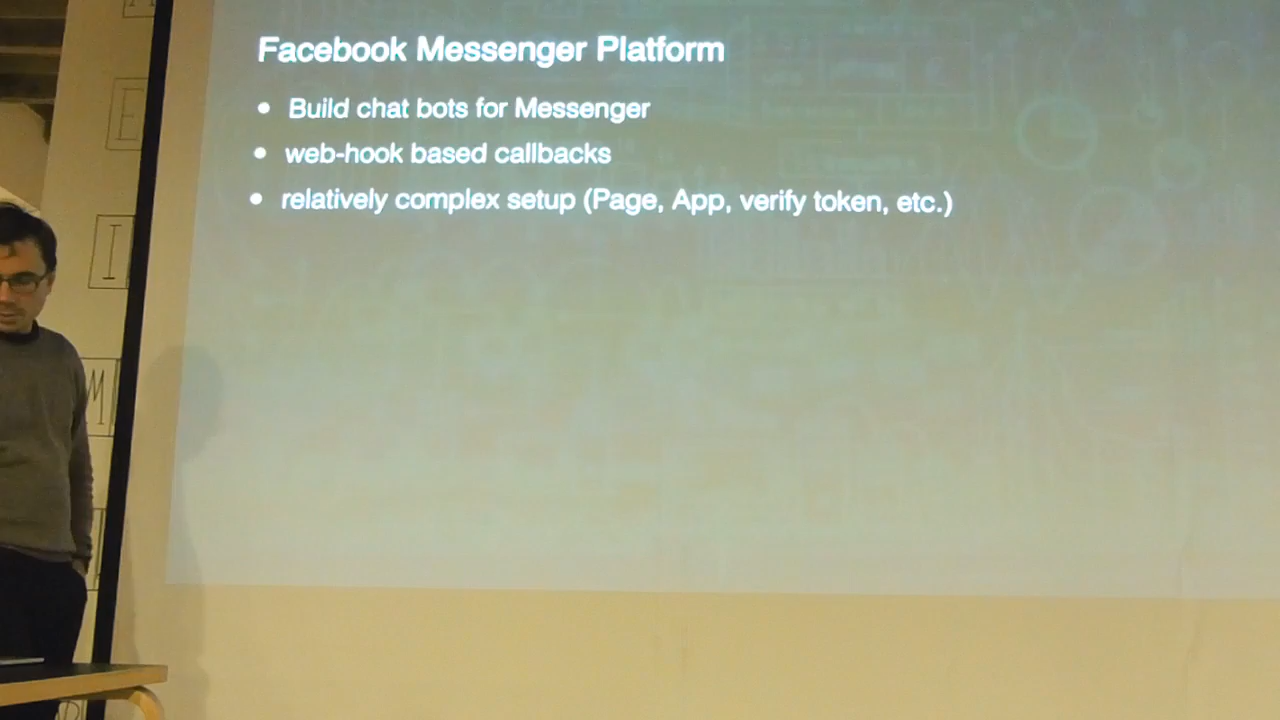 Facebook Messenger Platform
• Build chat bots for Messenger
• web-hook based callbacks
• relatively complex setup (Page, App, verify token, etc.)
E
I
M